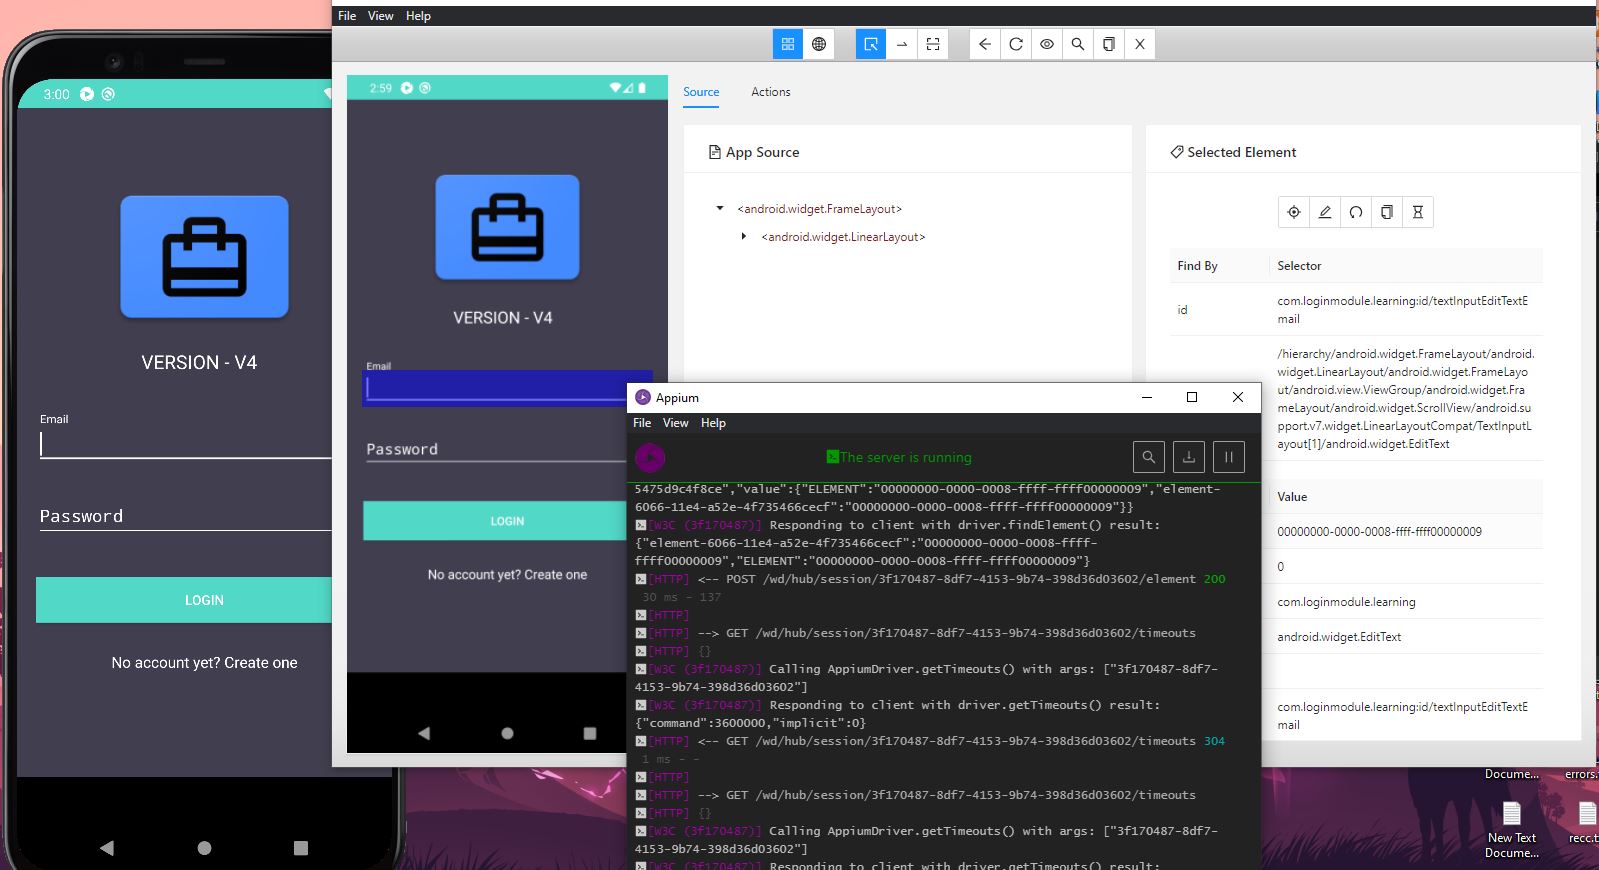 File View Help
3:00
VERSION - V4
Email
Password
LOGIN
No account yet? Create one
2:59
VERSION - V4
Email
Password
LOGIN
No account yet? Create one
Source Actions
App Source
<android.widget.FrameLayout>
<android.widget.LinearLayout>
Selected Element
Find By Selector
id
com.loginmodule.learning:id/textInputEditTextE
mail
/hierarchy/android.widget.FrameLayout/android.
widget.LinearLayout/android.widget.FrameLayo
ut/android.view.ViewGroup/android.widget.Fra
meLayout/android.widget.ScrollView/android.su
pport.v7.widget.LinearLayoutCompat/TextInputL
ayout[1]/android.widget.EditText
Value
00000000-0000-0008-ffff-ffff00000009
0
com.loginmodule.learning
android.widget.EditText
com.loginmodule.learning:id/textInputEditTextE
mail
Appium
File View Help
The server is running
5475d9c4f8ce","value":{"ELEMENT":"00000000-0000-0008-ffff-ffff00000009","element-
6066-11e4-a52e-4f735466cecf":"00000000-0000-0008-ffff-ffff00000009"}}
[W3C (3f170487)] Responding to client with driver.findElement() result:
{"element-6066-11e4-a52e-4f735466cecf":"00000000-0000-0008-ffff-
ffff00000009","ELEMENT":"00000000-0000-0008-ffff-ffff00000009"}
[HTTP] <-- POST /wd/hub/session/3f170487-8df7-4153-9b74-398d36d03602/element 200
30 ms - 137
[HTTP]
[HTTP] --> GET /wd/hub/session/3f170487-8df7-4153-9b74-398d36d03602/timeouts
[HTTP] {}
[W3C (3f170487)] Calling AppiumDriver.getTimeouts() with args: ["3f170487-8df7-
4153-9b74-398d36d03602"]
[W3C (3f170487)] Responding to client with driver.getTimeouts() result:
{"command":3600000,"implicit":0}
[HTTP] <-- GET /wd/hub/session/3f170487-8df7-4153-9b74-398d36d03602/timeouts 304
1 ms - -
[HTTP]
[HTTP] --> GET /wd/hub/session/3f170487-8df7-4153-9b74-398d36d03602/timeouts
[HTTP] {}
[W3C (3f170487)] Calling AppiumDriver.getTimeouts() with args: ["3f170487-8df7-
4153-9b74-398d36d03602"]
[W3C (3f170487)] Responding to client with driver.getTimeouts() result:
Docume... errors.
New Text
Docume...
recc.t